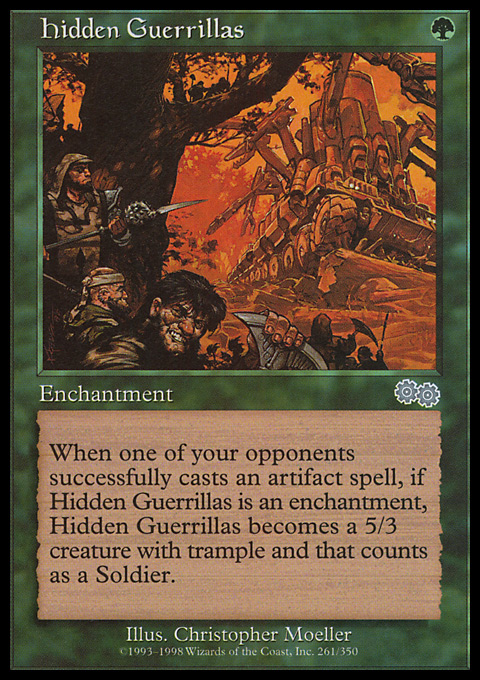 Hidden Guerrillas
Enchantment
When one of your opponents
successfully casts an artifact spell, if
Hidden Guerrillas is an enchantment,
Hidden Guerrillas becomes a 5/3
creature with trample and that counts
as a Soldier.
Illus. Christopher Moeller
©1993–1998 Wizards of the Coast, Inc. 261/350